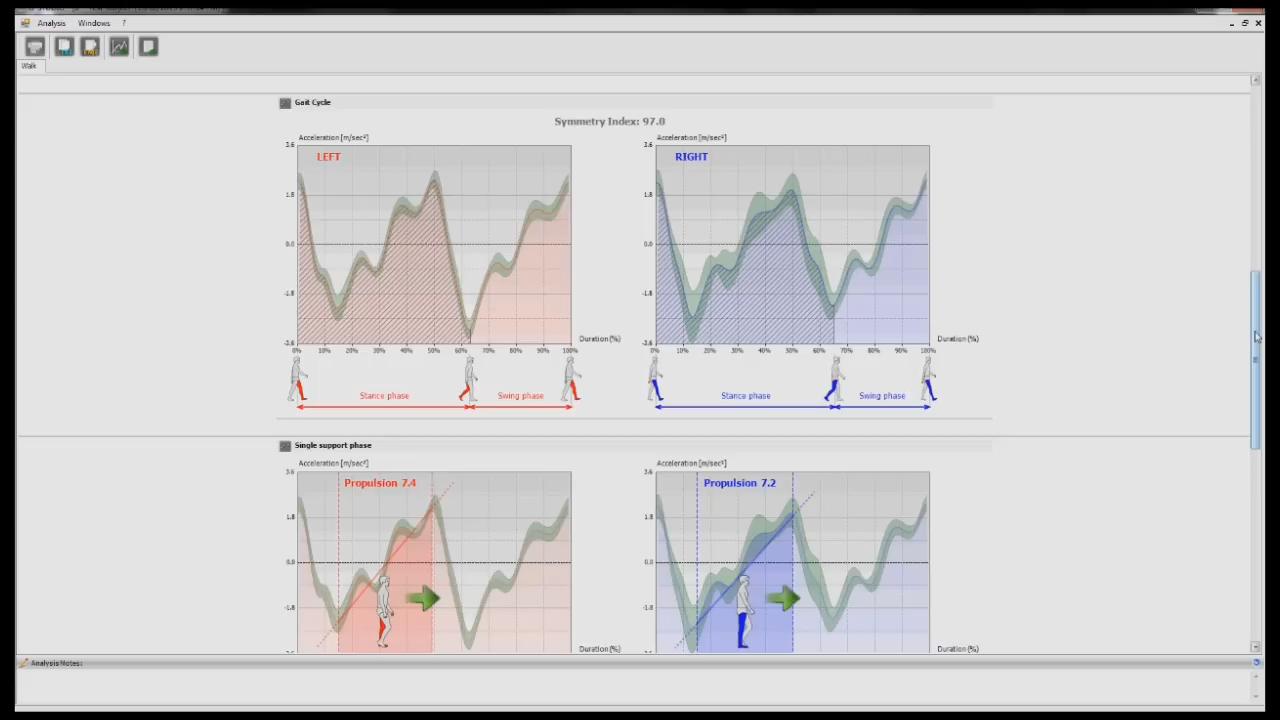 Analysis Windows ?
Walk
Gait Cycle
Symmetry Index: 97.0
Acceleration [m/sec²] Acceleration [m/sec²]
LEFT RIGHT
3.6 3.6
1.8 1.8
0.0 0.0
-1.8 -1.8
-3.6 -3.6
Duration (%) Duration (%)
0% 10% 20% 30% 40% 50% 60% 70% 80% 90% 100% 0% 10% 20% 30% 40% 50% 60% 70% 80% 90% 100%
Stance phase Swing phase Stance phase Swing phase
Single support phase
Acceleration [m/sec²] Acceleration [m/sec²]
3.6 3.6
Propulsion 7.4 Propulsion 7.2
1.8 1.8
0.0 0.0
-1.8 -1.8
Duration (%) Duration (%)
Analysis Notes: